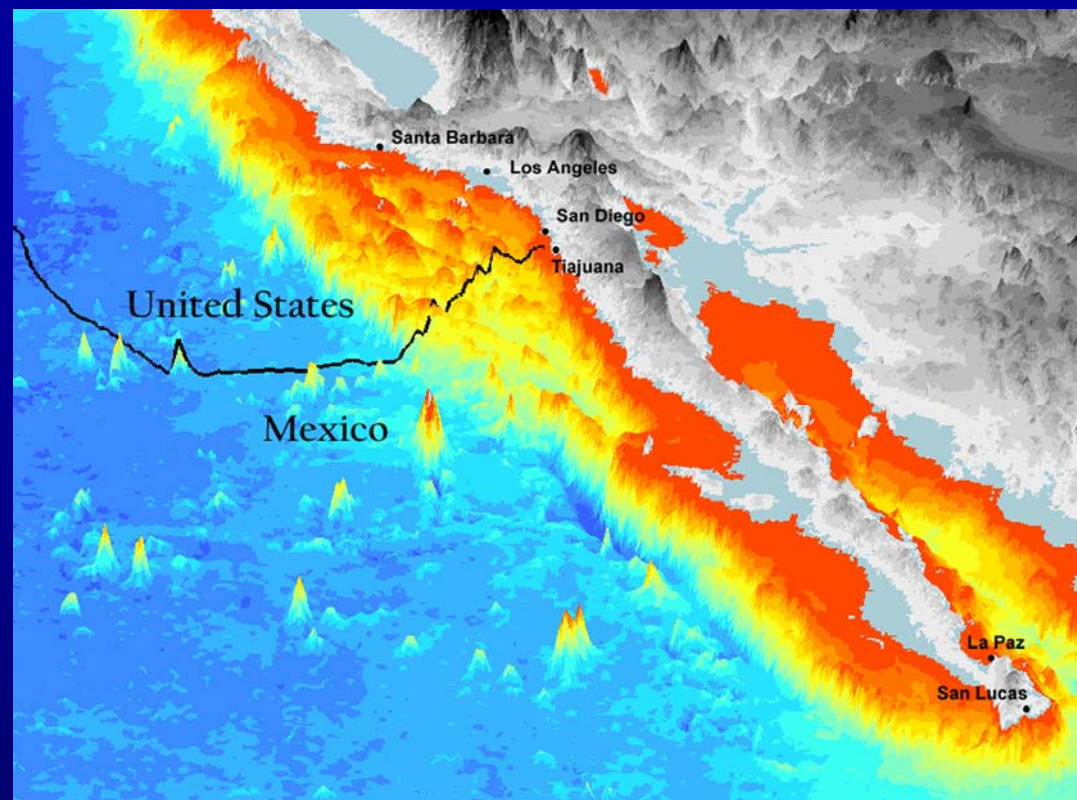 Santa Barbara
Los Angeles
San Diego
Tiajuana
United States
Mexico
La Paz
San Lucas